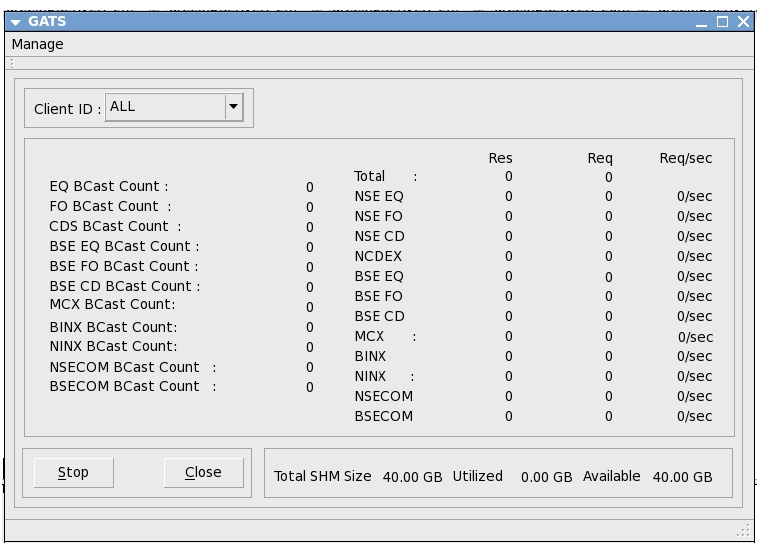 GATS
Manage
Client ID : ALL
Res Req Req/sec
Total : 0 0
EQ BCast Count : 0
NSE EQ 0 0 0/sec
FO BCast Count : 0
NSE FO 0 0 0/sec
CDS BCast Count : 0
NSE CD 0 0 0/sec
BSE EQ BCast Count : 0
NCDEX 0 0 0/sec
BSE FO BCast Count : 0
BSE EQ 0 0 0/sec
BSE CD BCast Count : 0
BSE FO 0 0 0/sec
MCX BCast Count: 0
BSE CD 0 0 0/sec
BINX BCast Count: 0
MCX : 0 0 0/sec
NINX BCast Count: 0
BINX 0 0 0/sec
NSECOM BCast Count : 0
NINX : 0 0 0/sec
BSECOM BCast Count : 0
NSECOM 0 0 0/sec
BSECOM 0 0 0/sec
Stop Close
Total SHM Size 40.00 GB Utilized 0.00 GB Available 40.00 GB